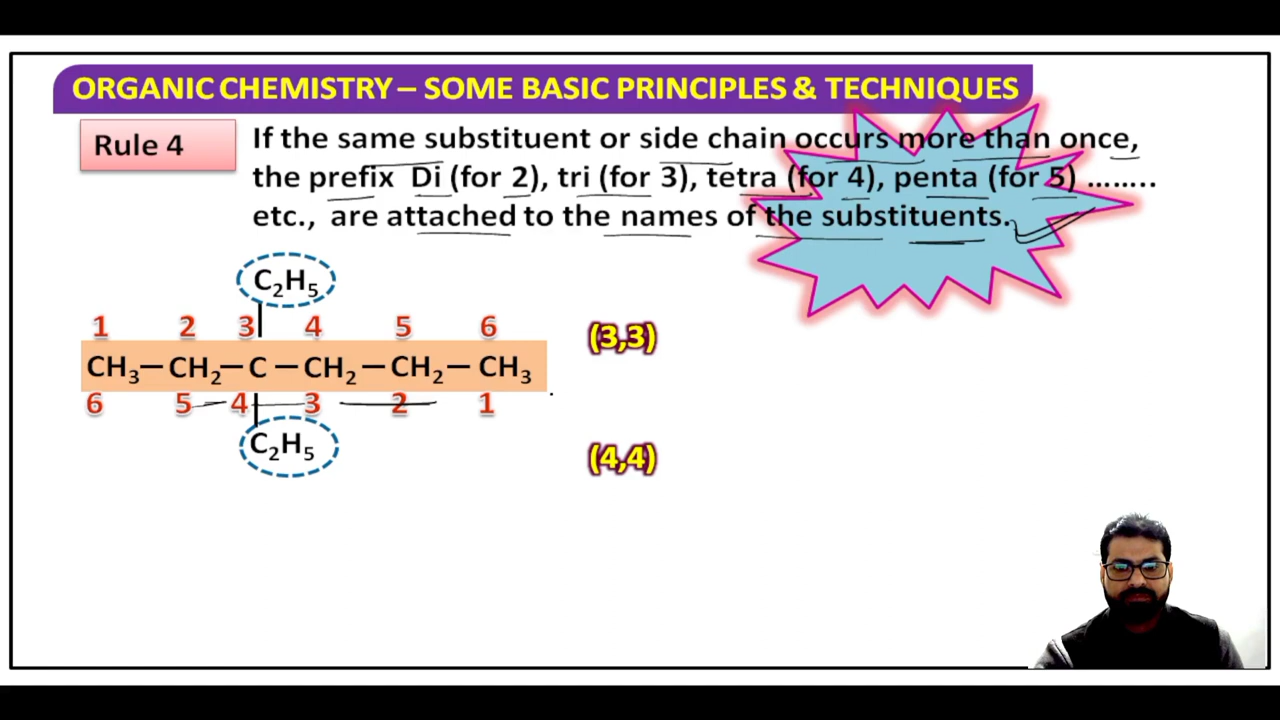 ORGANIC CHEMISTRY – SOME BASIC PRINCIPLES & TECHNIQUES
Rule 4
If the same substituent or side chain occurs more than once,
the prefix Di (for 2), tri (for 3), tetra (for 4), penta (for 5) ........
etc., are attached to the names of the substituents.
C₂H₅
1 2 3 4 5 6
(3,3)
CH₃ – CH₂ – C – CH₂ – CH₂ – CH₃
6 5 4 3 2 1
C₂H₅
(4,4)